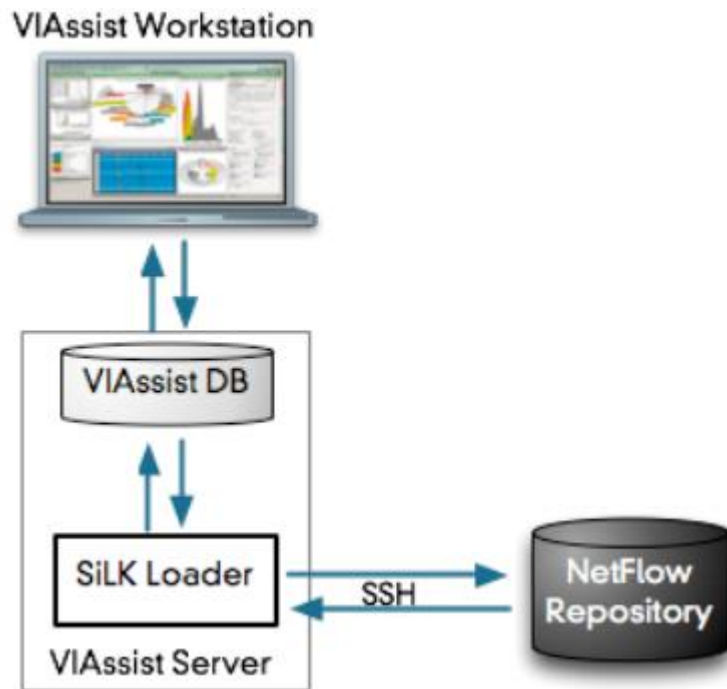 VIAssist Workstation
VIAssist DB
SiLK Loader
SSH
NetFlow
Repository
VIAssist Server